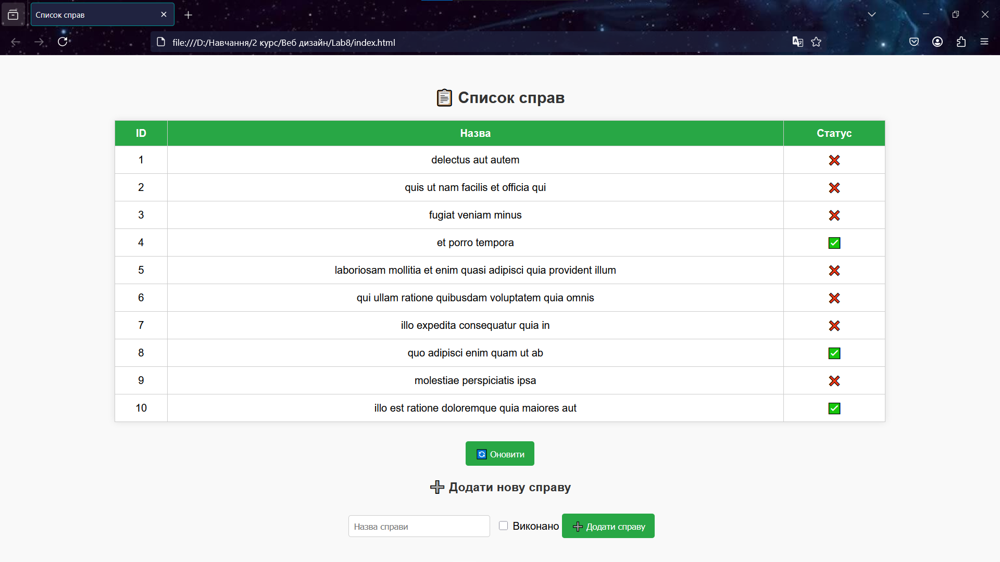 Список справ
file:///D:/Навчання/2 курс/Веб дизайн/Lab8/index.html
📋 Список справ
ID Назва Статус
1 delectus aut autem ❌
2 quis ut nam facilis et officia qui ❌
3 fugiat veniam minus ❌
4 et porro tempora ✅
5 laboriosam mollitia et enim quasi adipisci quia provident illum ❌
6 qui ullam ratione quibusdam voluptatem quia omnis ❌
7 illo expedita consequatur quia in ❌
8 quo adipisci enim quam ut ab ✅
9 molestiae perspiciatis ipsa ❌
10 illo est ratione doloremque quia maiores aut ✅
🔄 Оновити
➕ Додати нову справу
Назва справи Виконано ➕ Додати справу